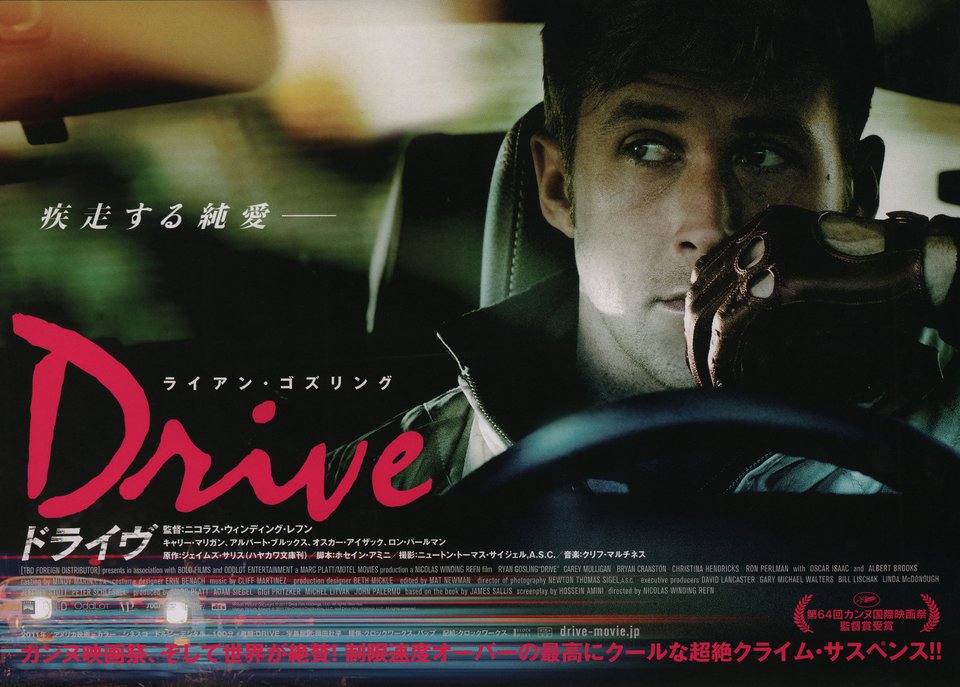 疾走する純愛——
ライアン・ゴズリング
Drive
ドライヴ
監督:ニコラス・ウィンディング・レフン
キャリー・マリガン、アルバート・ブルックス、オスカー・アイザック、ロン・パールマン
原作:ジェイムズ・サリス(ハヤカワ文庫刊)/脚本:ホセイン・アミニ/撮影:ニュートン・トーマス・サイジェル,A.S.C./音楽:クリフ・マルチネス
[TBD FOREIGN DISTRIBUTOR] presents in association with BOLD FILMS and ODDLOT ENTERTAINMENT a MARC PLATT/MOTEL MOVIES production a NICOLAS WINDING REFN film RYAN GOSLING "DRIVE" CAREY MULLIGAN BRYAN CRANSTON CHRISTINA HENDRICKS RON PERLMAN with OSCAR ISAAC and ALBERT BROOKS
casting by costume designer ERIN BENACH music by CLIFF MARTINEZ production designer BETH MICKLE edited by MAT NEWMAN director of photography NEWTON THOMAS SIGEL,A.S.C. executive producers DAVID LANCASTER GARY MICHAEL WALTERS BILL LISCHAK LINDA McDONOUGH
PETER SCHLESSEL produced by ADAM SIEGEL GIGI PRITZKER MICHEL LITVAK JOHN PALERMO based on the book by JAMES SALLIS screenplay by HOSSEIN AMINI directed by NICOLAS WINDING REFN
第64回カンヌ国際映画祭
監督賞受賞
drive-movie.jp
カンヌ映画祭、そして世界が絶賛!制限速度オーバーの最高にクールな超絶クライム・サスペンス!!